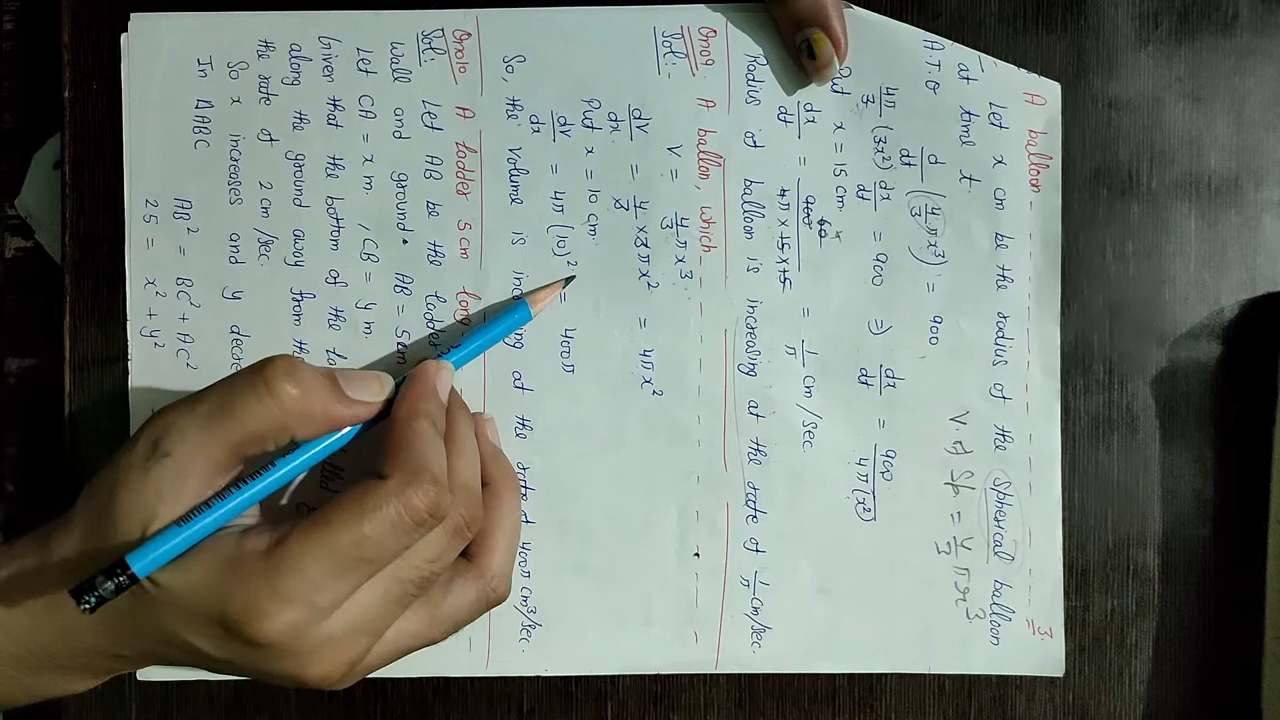 A balloon 3.
Let x cm be the radius of the spherical balloon
at time t.
V. of Sp = 4/3 πr³
A.T.Q d/dt (4/3 πx³) = 900
4π/3 (3x²) dx/dt = 900 ⇒ dx/dt = 900/4π(x²)
Put x = 15 cm.
dx/dt = 900/4π×15×15 = 1/π cm/sec
Radius of balloon is increasing at the rate of 1/π cm/sec.
Qno9. A ballon, which
Sol:- V = 4/3 πx³
dv/dx = 4/3 ×3πx² = 4πx²
Put x = 10 cm.
dv/dx = 4π (10)² = 400π
So, the volume is increasing at the rate of 400π cm³/sec.
Qno10 A ladder 5cm long
Sol: Let AB be the ladder
wall and ground. AB = 5cm
Let CA = x m, CB = y m.
Given that the bottom of the
along the ground away from the
the rate of 2 cm/sec.
So x increases and y
In ΔABC
AB² = BC² + AC²
25 = x² + y²